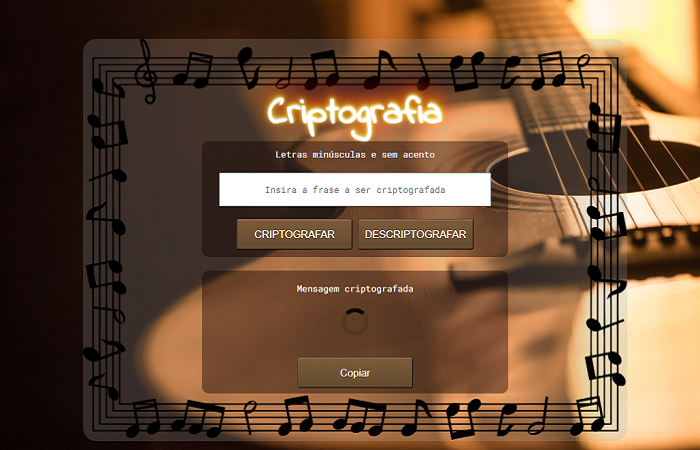 Criptografia
Letras minúsculas e sem acento
Insira a frase a ser criptografada
CRIPTOGRAFAR
DESCRIPTOGRAFAR
Mensagem criptografada
Copiar